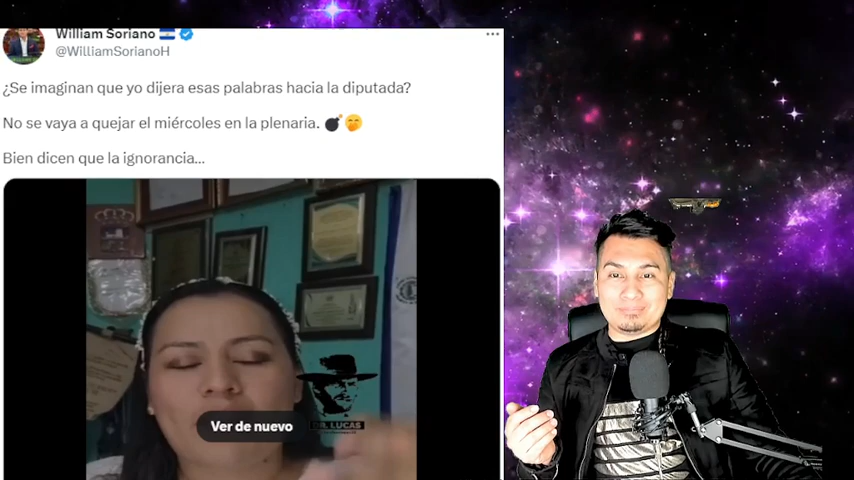 William Soriano
@WilliamSorianoH
¿Se imaginan que yo dijera esas palabras hacia la diputada?
No se vaya a quejar el miércoles en la plenaria. 💣🤭
Bien dicen que la ignorancia...
Ver de nuevo
DR. LUCAS